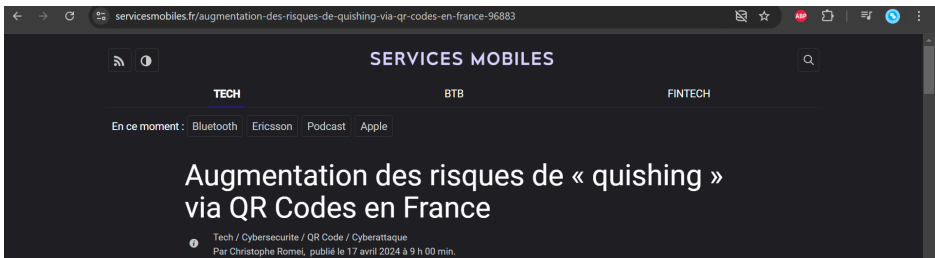 servicesmobiles.fr/augmentation-des-risques-de-quishing-via-qr-codes-en-france-96883
ABP
SERVICES MOBILES
TECH
BTB
FINTECH
En ce moment : Bluetooth Ericsson Podcast Apple
Augmentation des risques de « quishing »
via QR Codes en France
Tech / Cybersecurite / QR Code / Cyberattaque
Par Christophe Romei, publié le 17 avril 2024 à 9 h 00 min.